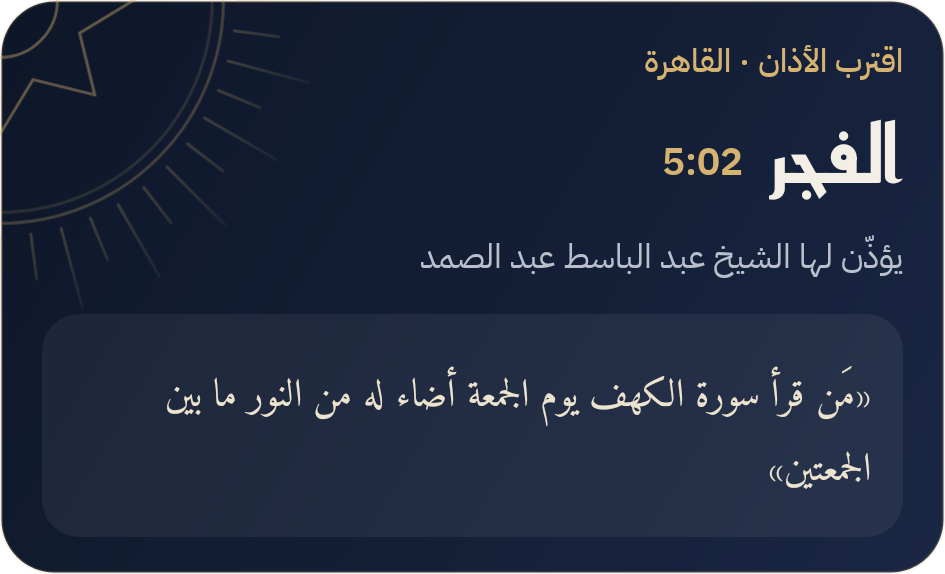 اقترب الأذان · القاهرة
الفجر 5:02
يؤذّن لها الشيخ عبد الباسط عبد الصمد
«مَن قرأ سورة الكهف يوم الجمعة أضاء له من النور ما بين
الجمعتين»